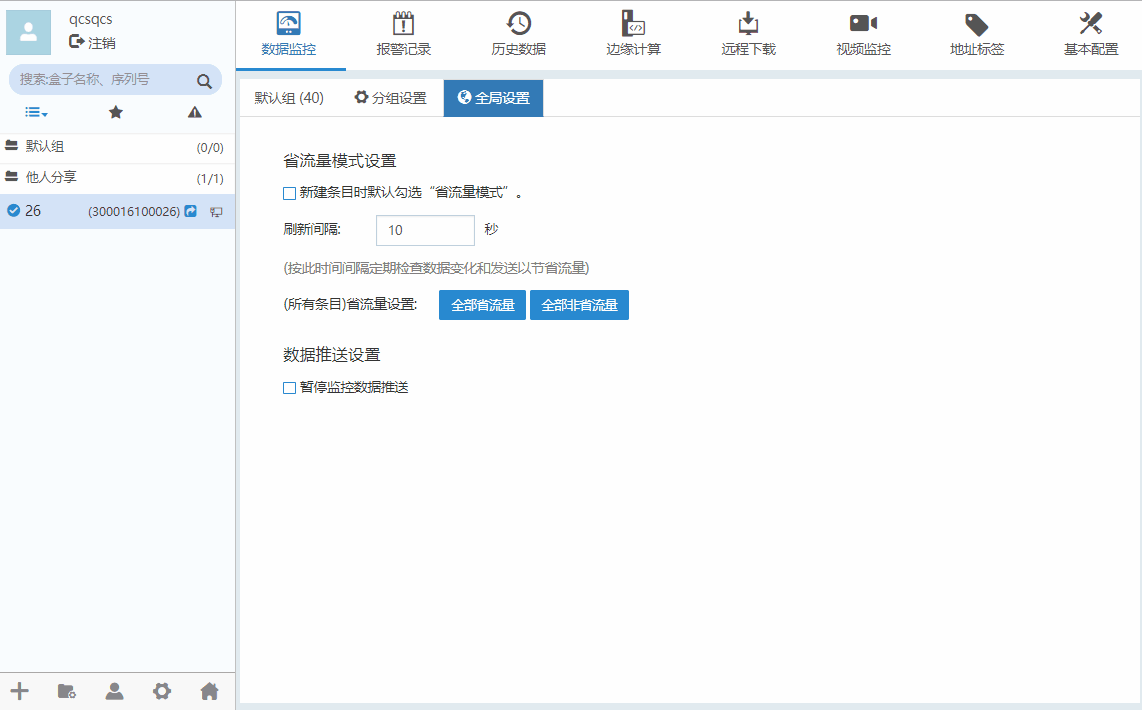 qcsqcs
注销
搜索:盒子名称、序列号
默认组 (0/0)
他人分享 (1/1)
26 (300016100026)
数据监控 报警记录 历史数据 边缘计算 远程下载 视频监控 地址标签 基本配置
默认组 (40) 分组设置 全局设置
省流量模式设置
新建条目时默认勾选“省流量模式”。
刷新间隔: 10 秒
(按此时间间隔定期检查数据变化和发送以节省流量)
(所有条目)省流量设置: 全部省流量 全部非省流量
数据推送设置
暂停监控数据推送